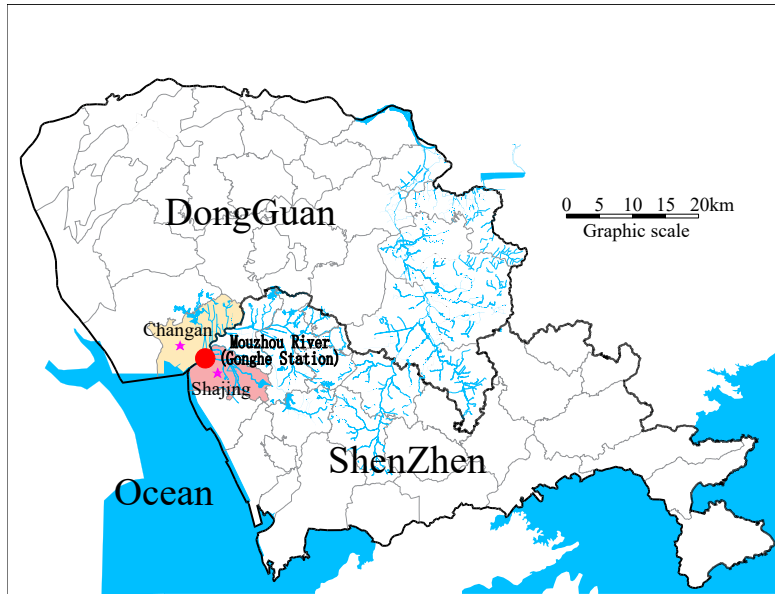 DongGuan
0 5 10 15 20km
Graphic scale
Changan
Mouzhou River
(Gonghe Station)
Shajing
ShenZhen
Ocean